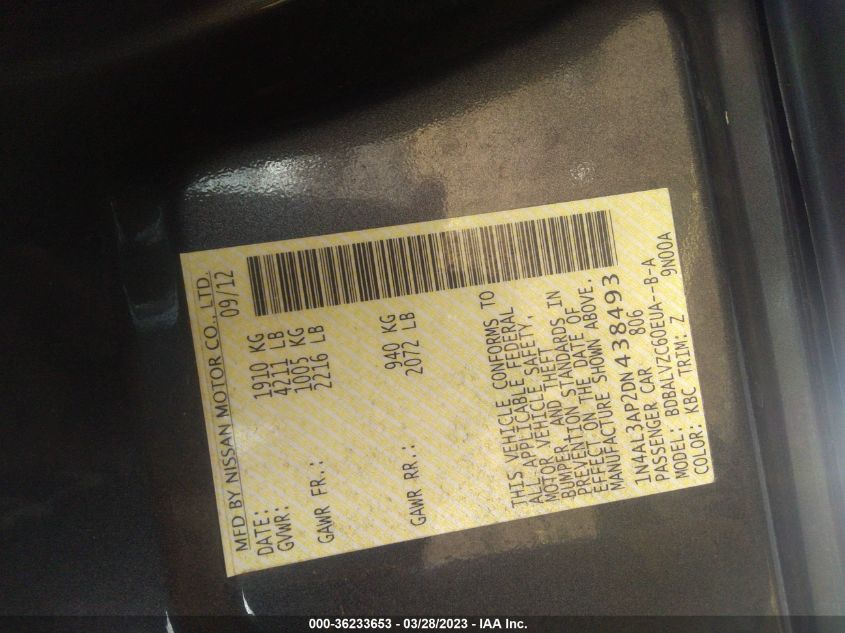 MFD BY NISSAN MOTOR CO., LTD.
DATE: 09/12
GVWR: 1910 KG
4211 LB
GAWR FR.: 1005 KG
2216 LB
GAWR RR.: 940 KG
2072 LB
THIS VEHICLE CONFORMS TO
ALL APPLICABLE FEDERAL
MOTOR VEHICLE SAFETY,
BUMPER, AND THEFT
PREVENTION STANDARDS IN
EFFECT ON THE DATE OF
MANUFACTURE SHOWN ABOVE.
1N4AL3AP2DN438493
PASSENGER CAR 806
MODEL: BDBALVZC60EUA--B-A
COLOR: KBC TRIM: Z 9N00A
000-36233653 - 03/28/2023 - IAA Inc.